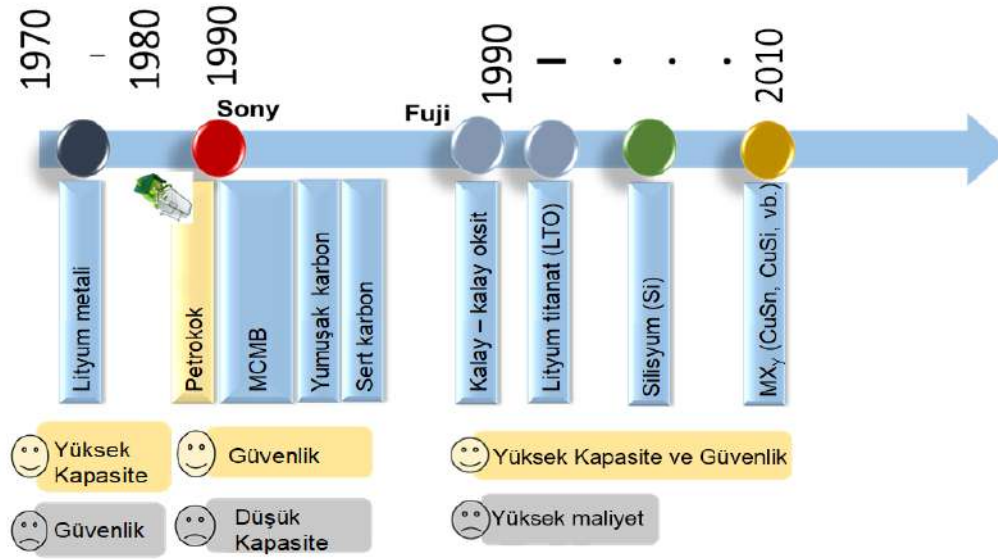 1970
–
1980
1990
1990
– . . . .
2010
Sony
Fuji
Lityum metali
Petrokok
MCMB
Yumuşak karbon
Sert karbon
Kalay – kalay oksit
Lityum titanat (LTO)
Silisyum (Si)
MXy (CuSn, CuSi, vb.)
Yüksek
Kapasite
Güvenlik
Yüksek Kapasite ve Güvenlik
Güvenlik
Düşük
Kapasite
Yüksek maliyet